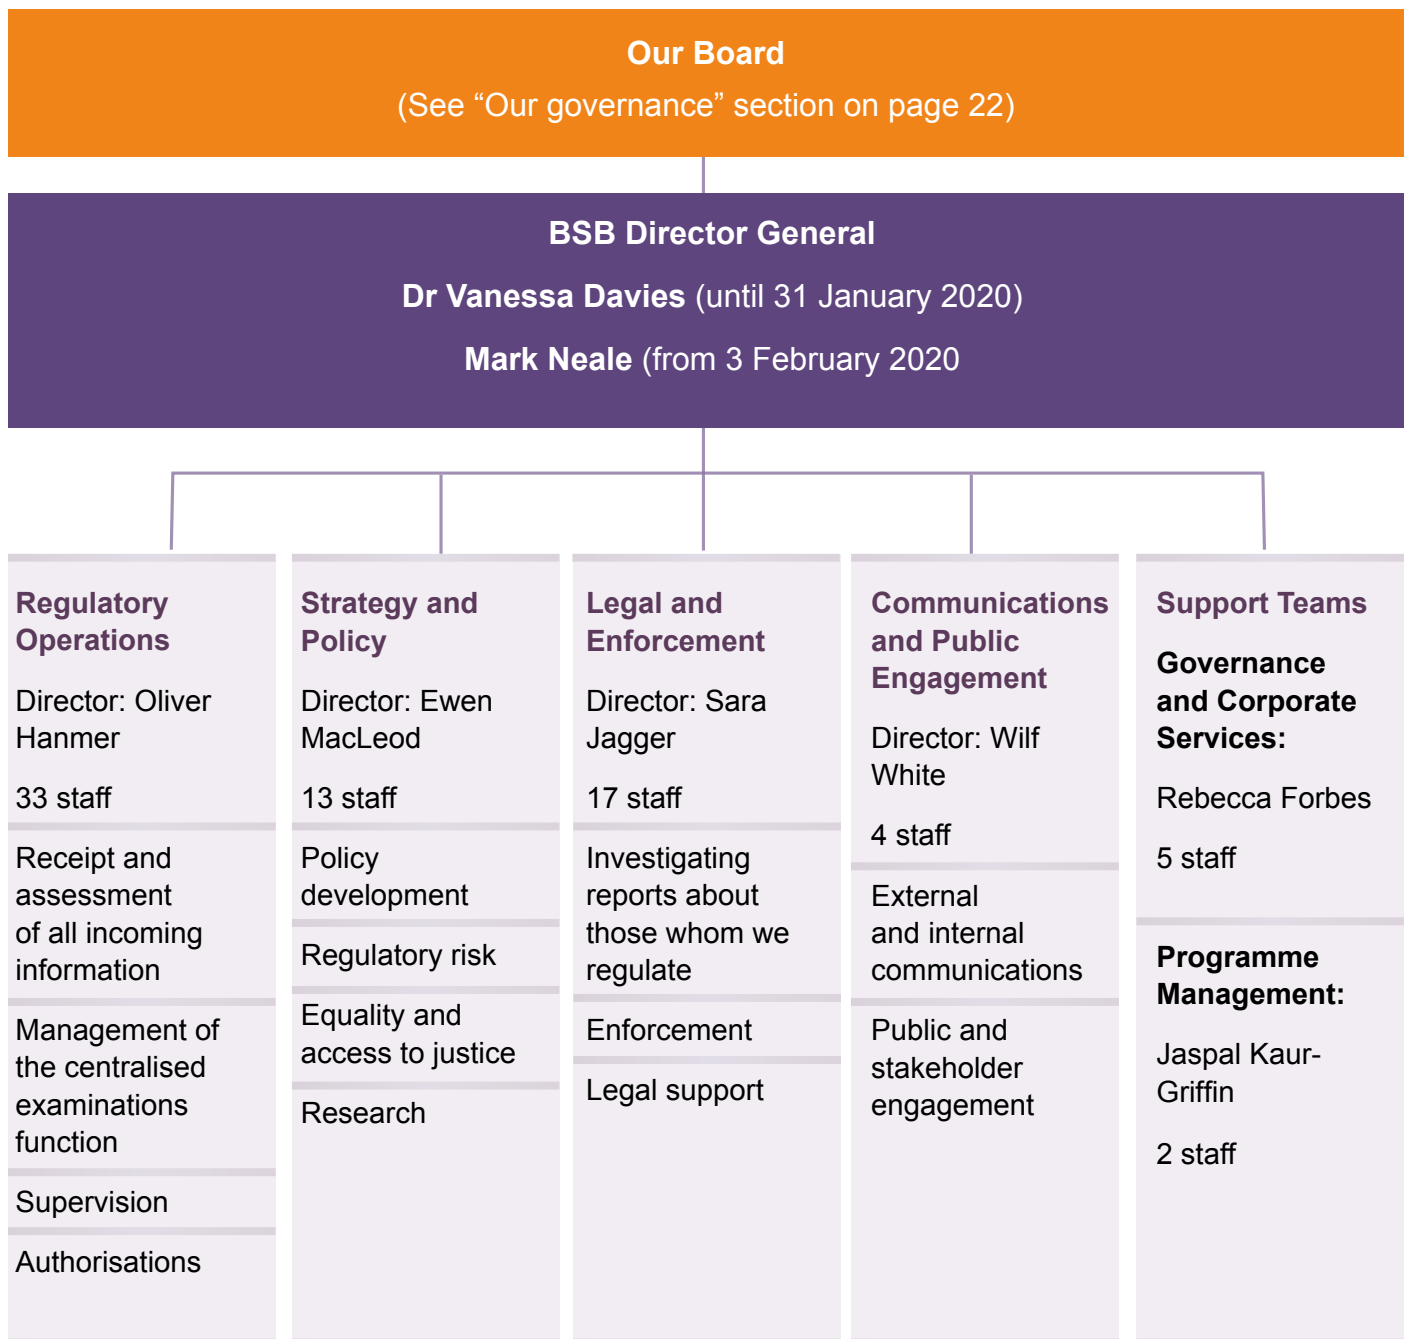 Our Board
(See “Our governance” section on page 22)
BSB Director General
Dr Vanessa Davies (until 31 January 2020)
Mark Neale (from 3 February 2020
Regulatory
Operations
Director: Oliver
Hanmer
33 staff
Receipt and
assessment
of all incoming
information
Management of
the centralised
examinations
function
Supervision
Authorisations
Strategy and
Policy
Director: Ewen
MacLeod
13 staff
Policy
development
Regulatory risk
Equality and
access to justice
Research
Legal and
Enforcement
Director: Sara
Jagger
17 staff
Investigating
reports about
those whom we
regulate
Enforcement
Legal support
Communications
and Public
Engagement
Director: Wilf
White
4 staff
External
and internal
communications
Public and
stakeholder
engagement
Support Teams
Governance
and Corporate
Services:
Rebecca Forbes
5 staff
Programme
Management:
Jaspal Kaur-
Griffin
2 staff